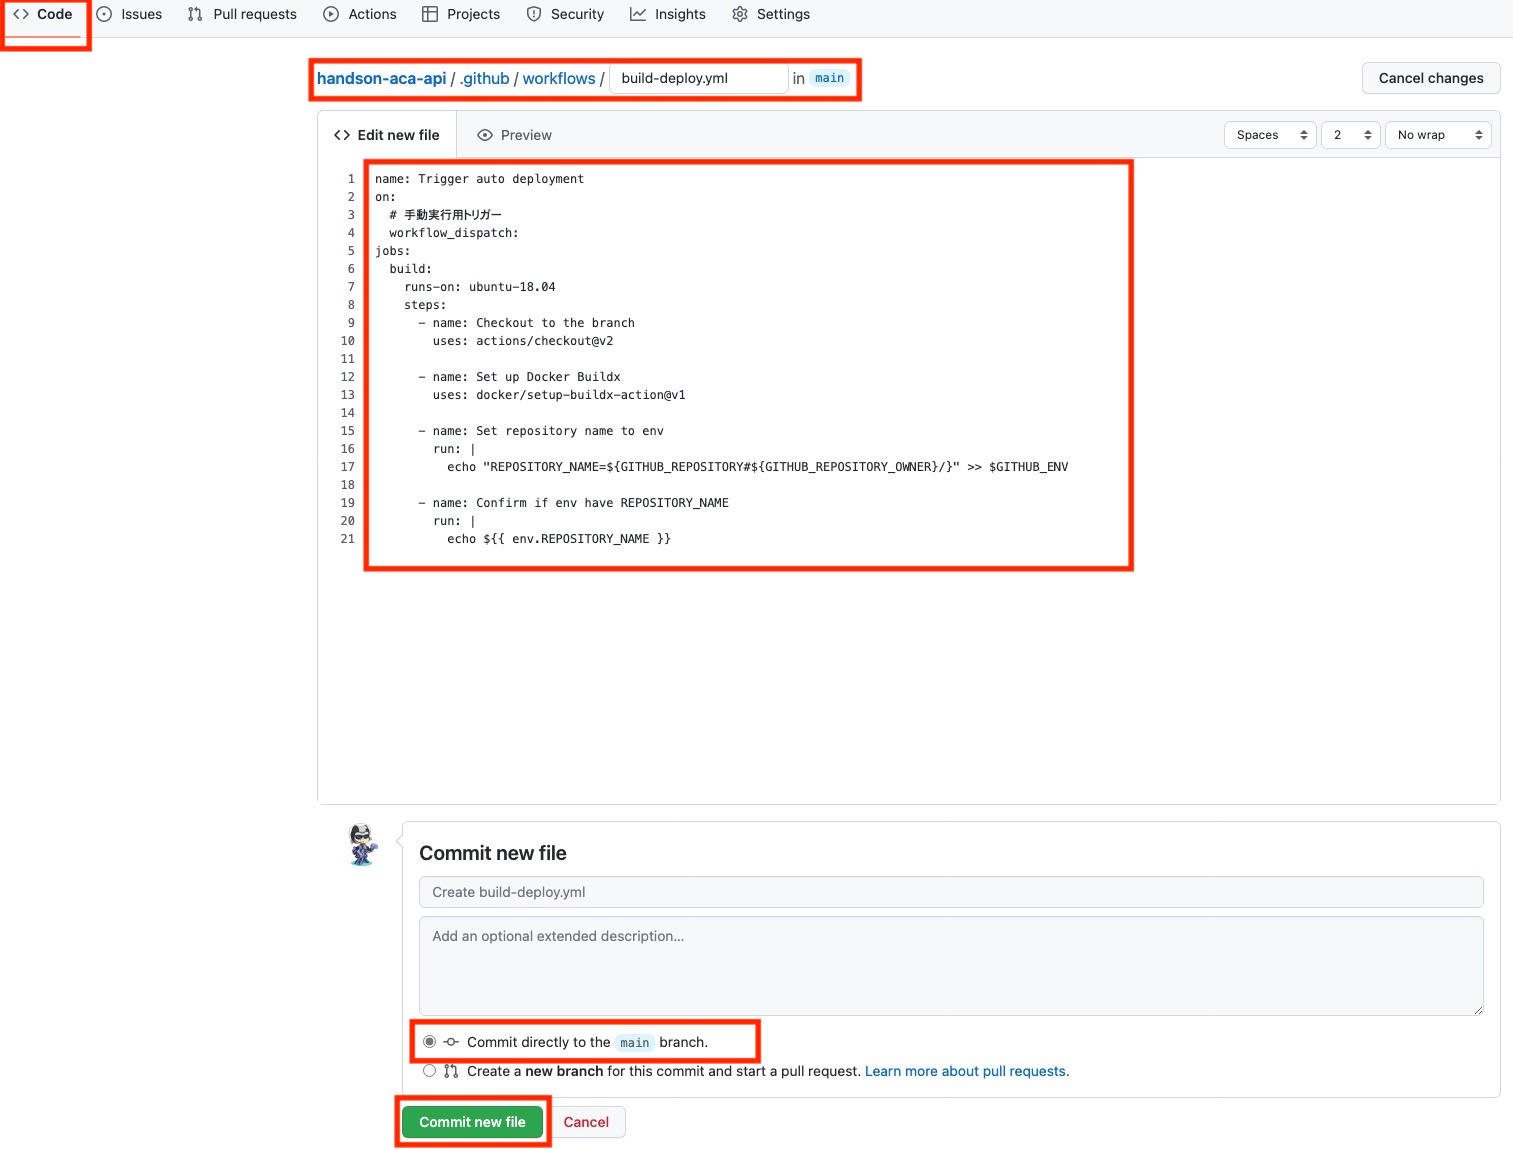 Code Issues Pull requests Actions Projects Security Insights Settings
handson-aca-api / .github / workflows / build-deploy.yml in main Cancel changes
Edit new file Preview Spaces 2 No wrap
1 name: Trigger auto deployment
2 on:
3 # 手動実行用トリガー
4 workflow_dispatch:
5 jobs:
6 build:
7 runs-on: ubuntu-18.04
8 steps:
9 - name: Checkout to the branch
10 uses: actions/checkout@v2
11
12 - name: Set up Docker Buildx
13 uses: docker/setup-buildx-action@v1
14
15 - name: Set repository name to env
16 run: |
17 echo "REPOSITORY_NAME=${GITHUB_REPOSITORY#${GITHUB_REPOSITORY_OWNER}/}" >> $GITHUB_ENV
18
19 - name: Confirm if env have REPOSITORY_NAME
20 run: |
21 echo ${{ env.REPOSITORY_NAME }}
Commit new file
Create build-deploy.yml
Add an optional extended description...
Commit directly to the main branch.
Create a new branch for this commit and start a pull request. Learn more about pull requests.
Commit new file Cancel